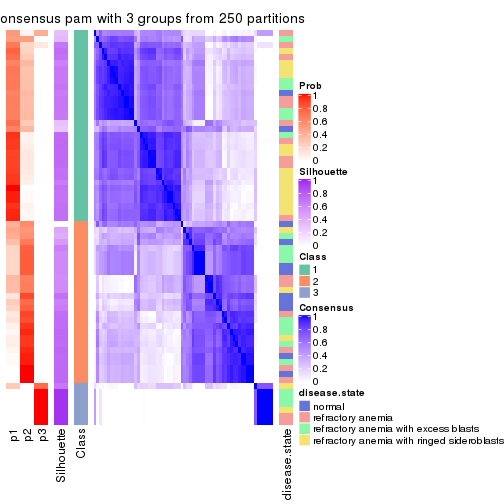 onsensus pam with 3 groups from 250 partitions
Prob
1
0.8
0.6
0.4
0.2
0
Silhouette
1
0.8
0.6
0.4
0.2
0
Class
1
2
3
Consensus
1
0.8
0.6
0.4
0.2
0
disease.state
normal
refractory anemia
refractory anemia with excess blasts
refractory anemia with ringed sideroblasts
p1
p2
p3
Silhouette
Class
disease.state